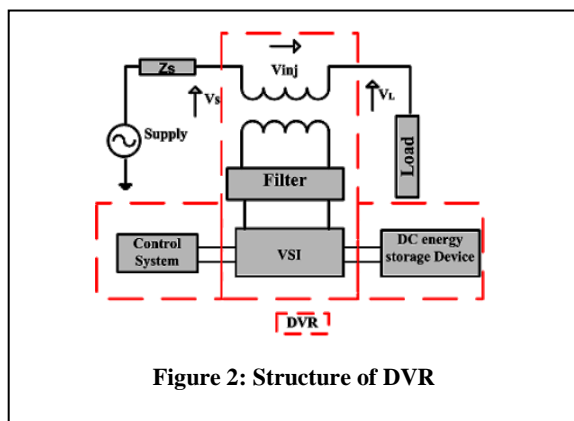 Zs
Vinj
Vs
VL
Supply
Load
Filter
Control
System
VSI
DC energy
storage Device
DVR
Figure 2: Structure of DVR